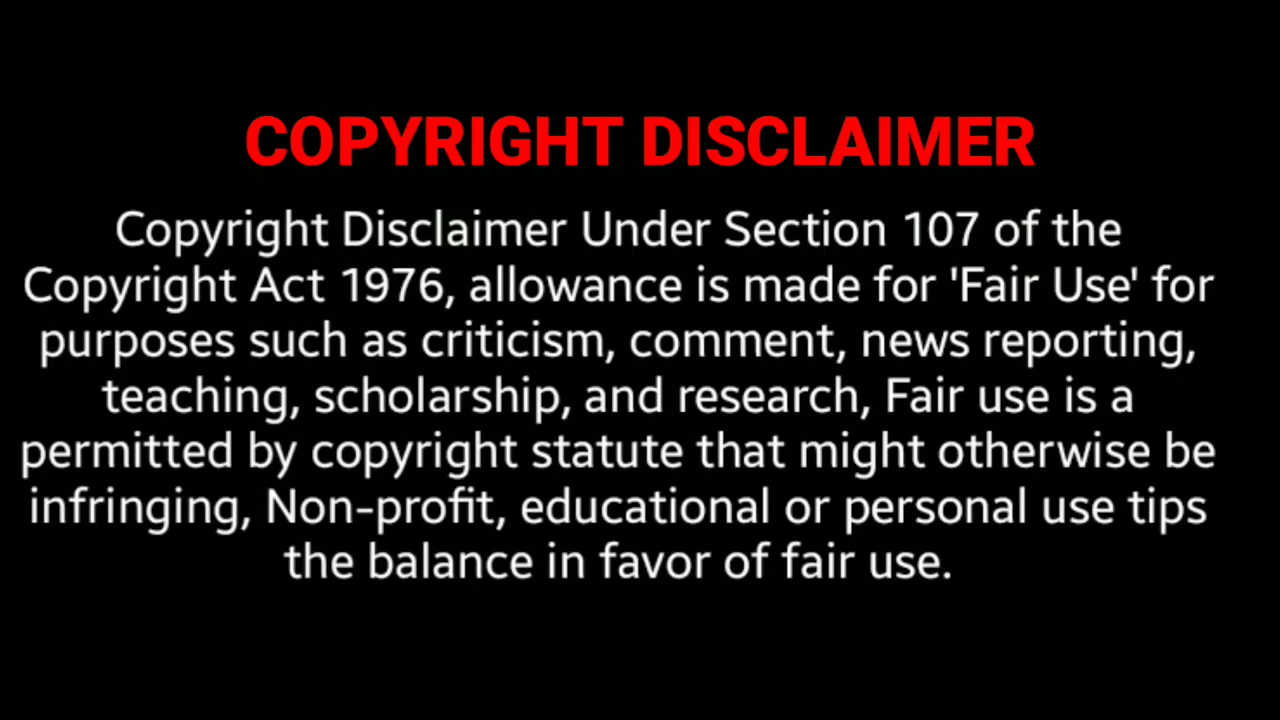 COPYRIGHT DISCLAIMER
Copyright Disclaimer Under Section 107 of the
Copyright Act 1976, allowance is made for 'Fair Use' for
purposes such as criticism, comment, news reporting,
teaching, scholarship, and research, Fair use is a
permitted by copyright statute that might otherwise be
infringing, Non-profit, educational or personal use tips
the balance in favor of fair use.